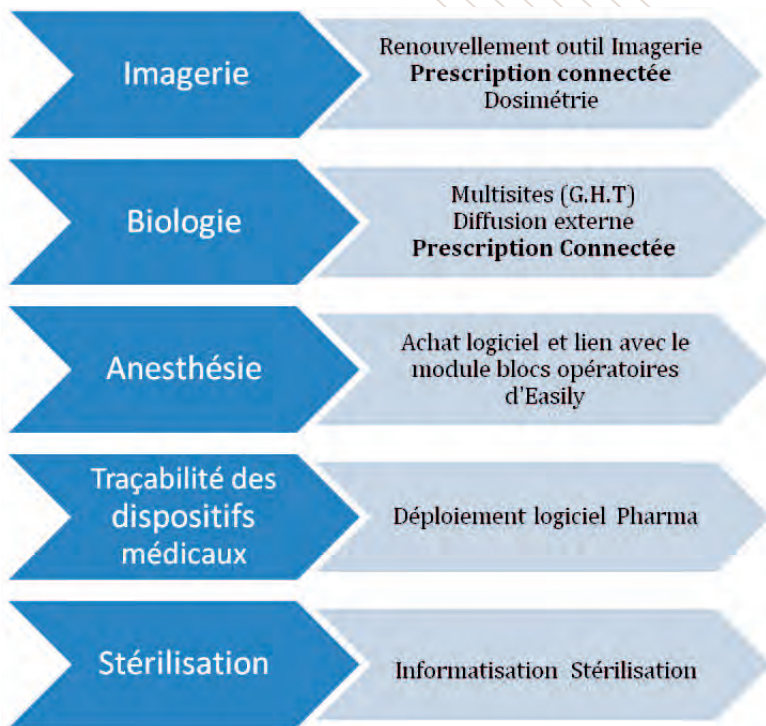 Imagerie
Renouvellement outil Imagerie
Prescription connectée
Dosimétrie
Biologie
Multisites (G.H.T)
Diffusion externe
Prescription Connectée
Anesthésie
Achat logiciel et lien avec le
module blocs opératoires
d'Easily
Traçabilité des
dispositifs
médicaux
Déploiement logiciel Pharma
Stérilisation
Informatisation Stérilisation